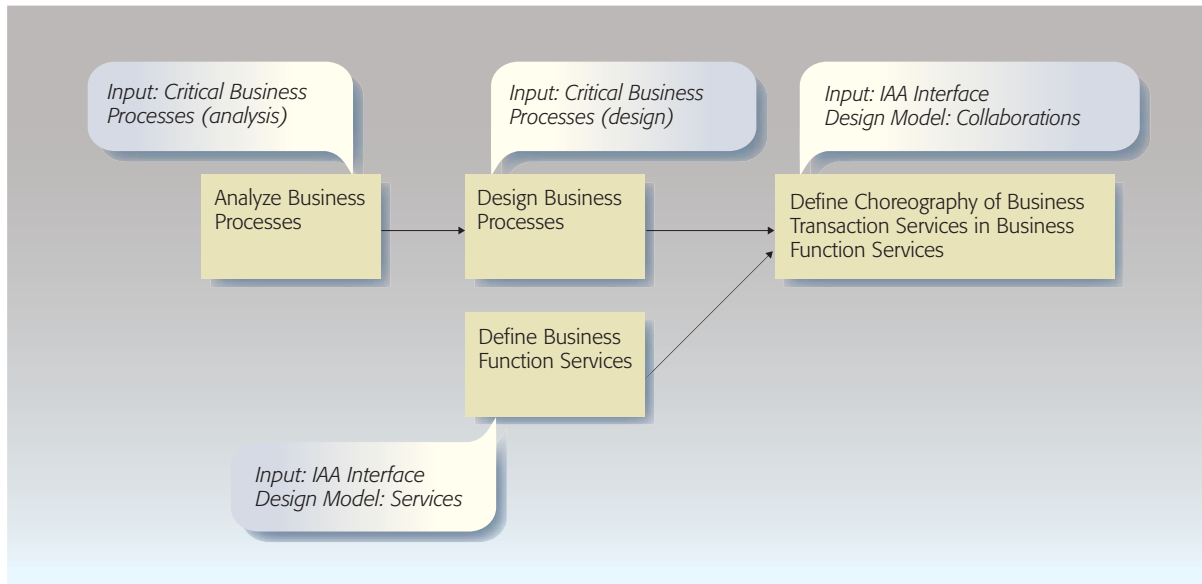 Input: Critical Business
Processes (analysis)
Input: Critical Business
Processes (design)
Input: IAA Interface
Design Model: Collaborations
Analyze Business
Processes
Design Business
Processes
Define Choreography of Business
Transaction Services in Business
Function Services
Define Business
Function Services
Input: IAA Interface
Design Model: Services